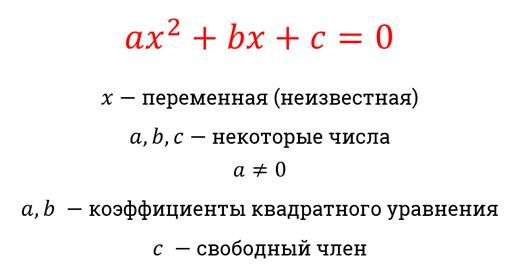 ax² + bx + c = 0
x — переменная (неизвестная)
a, b, c — некоторые числа
a ≠ 0
a, b — коэффициенты квадратного уравнения
c — свободный член